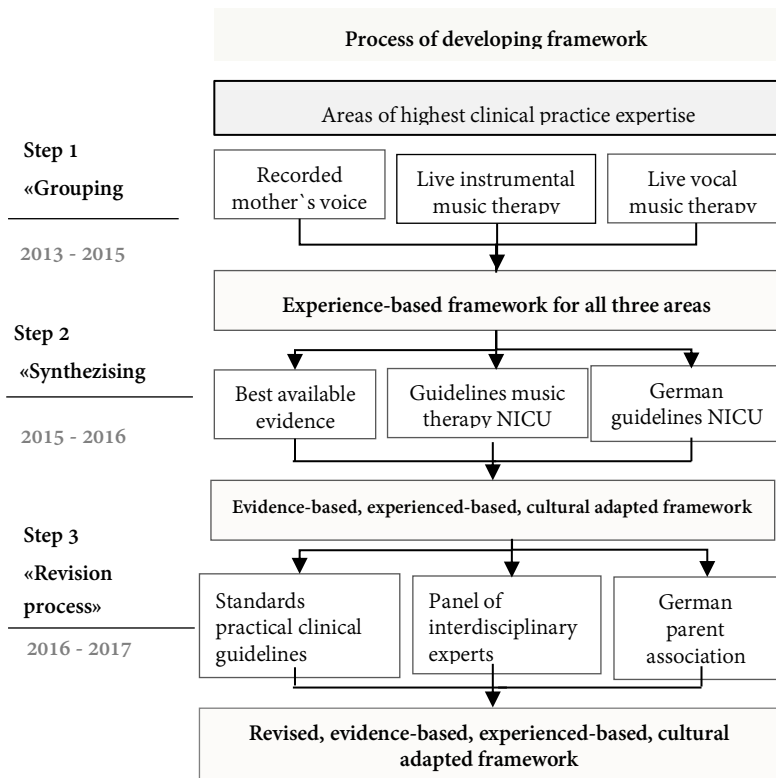 Process of developing framework
Areas of highest clinical practice expertise
Step 1
«Grouping
2013 - 2015
Recorded
mother`s voice
Live instrumental
music therapy
Live vocal
music therapy
Experience-based framework for all three areas
Step 2
«Synthezising
2015 - 2016
Best available
evidence
Guidelines music
therapy NICU
German
guidelines NICU
Evidence-based, experienced-based, cultural adapted framework
Step 3
«Revision
process»
2016 - 2017
Standards
practical clinical
guidelines
Panel of
interdisciplinary
experts
German
parent
association
Revised, evidence-based, experienced-based, cultural
adapted framework